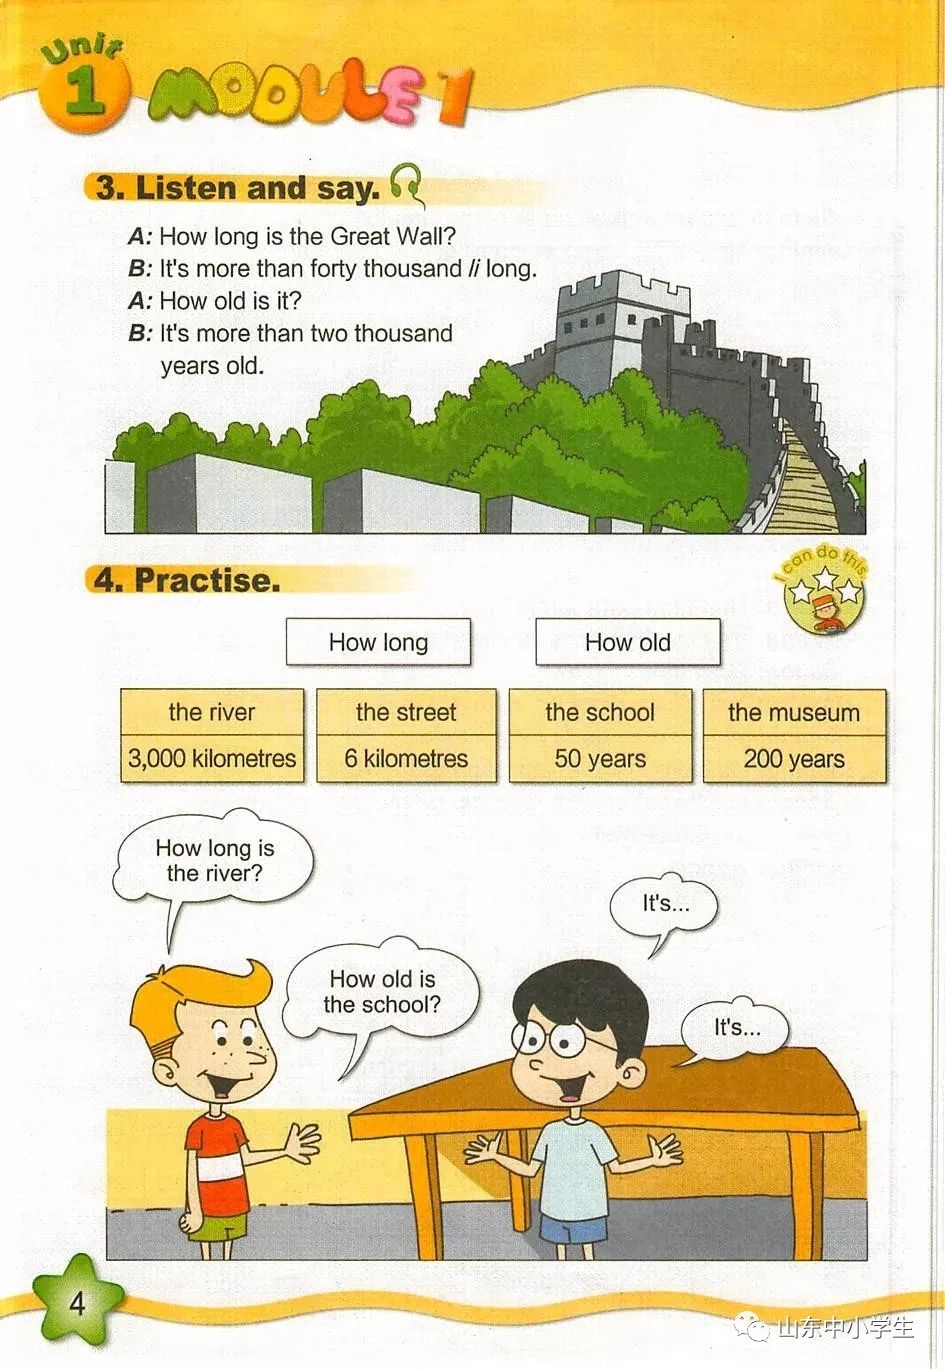 Unit
1
MODULE 1
3. Listen and say.
A: How long is the Great Wall?
B: It's more than forty thousand li long.
A: How old is it?
B: It's more than two thousand
years old.
4. Practise.
I can do this.
How long
How old
the river
the street
the school
the museum
3,000 kilometres
6 kilometres
50 years
200 years
How long is
the river?
It's...
How old is
the school?
It's...
4
山东中小学生